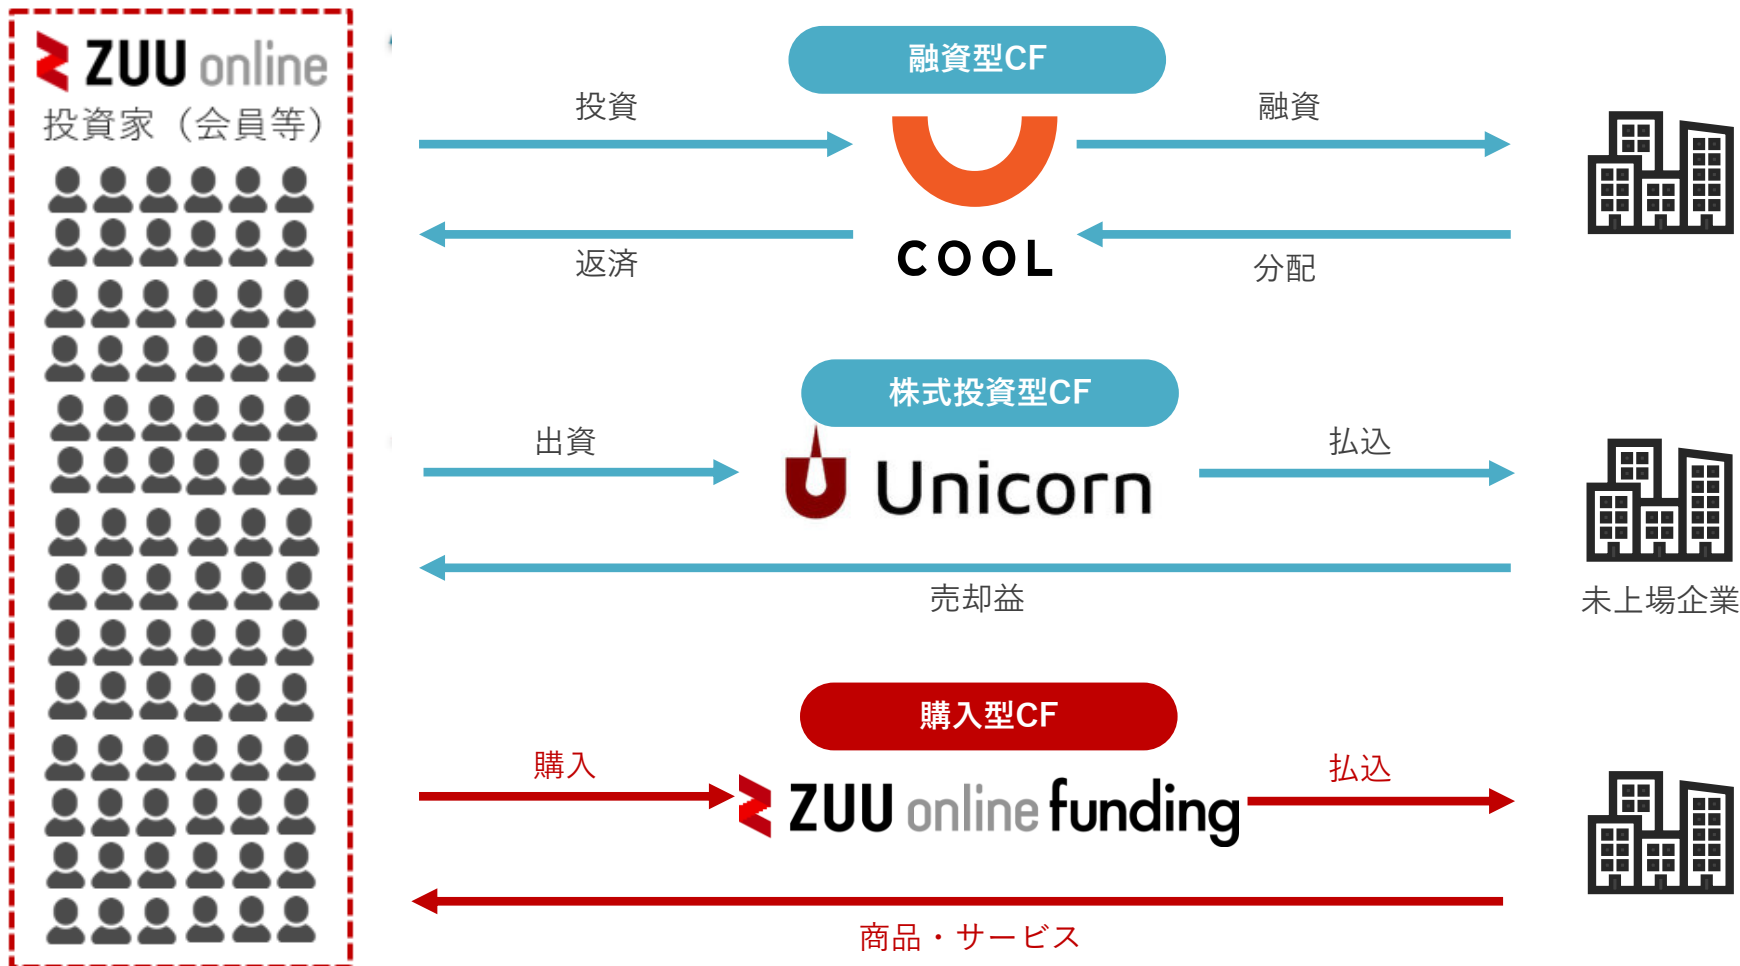 ZUU online
投資家（会員等）
融資型CF
投資
融資
COOL
返済
分配
株式投資型CF
出資
払込
Unicorn
売却益
未上場企業
購入型CF
購入
払込
ZUU online funding
商品・サービス